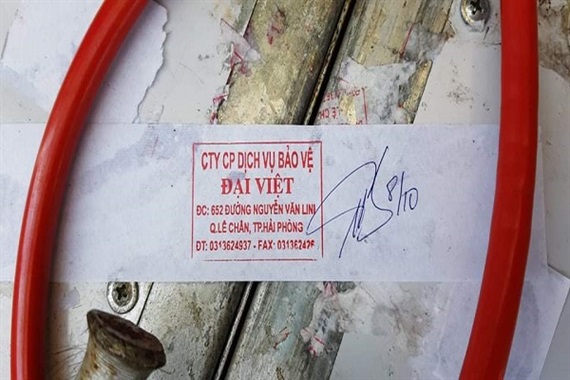 CTY CP DỊCH VỤ BẢO VỆ
ĐẠI VIỆT
ĐC: 652 ĐƯỜNG NGUYỄN VĂN LINH
Q.LÊ CHÂN, TP.HẢI PHÒNG
ĐT: 0313624937 - FAX: 03136242
8/10